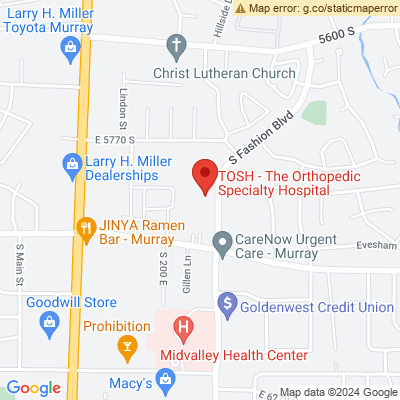 Map error: g.co/staticmaperror
Larry H. Miller
Toyota Murray
Hillside D
5600 S
Christ Lutheran Church
Lindon St
S Fashion Blvd
E 5770 S
Larry H. Miller
Dealerships
TOSH - The Orthopedic
Specialty Hospital
JINYA Ramen
Bar - Murray
CareNow Urgent
Care - Murray
Evesham
S Main St
S 200 E
Gillen Ln
Goodwill Store
Goldenwest Credit Union
Prohibition
Midvalley Health Center
Macy's
Google
Map data ©2024 Google